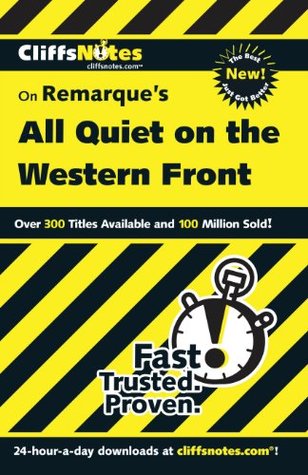 CliffsNotes
cliffsnotes.com™
The Best
New!
Just Got Better
On Remarque's
All Quiet on the
Western Front
Over 300 Titles Available and 100 Million Sold!
Fast.
Trusted.
Proven.
24-hour-a-day downloads at cliffsnotes.com®!